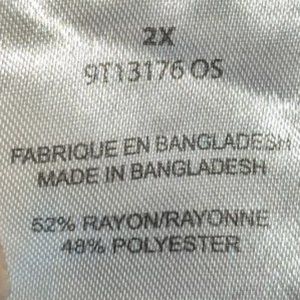 2X
9T13176 OS
FABRIQUE EN BANGLADESH
MADE IN BANGLADESH
52% RAYON/RAYONNE
48% POLYESTER